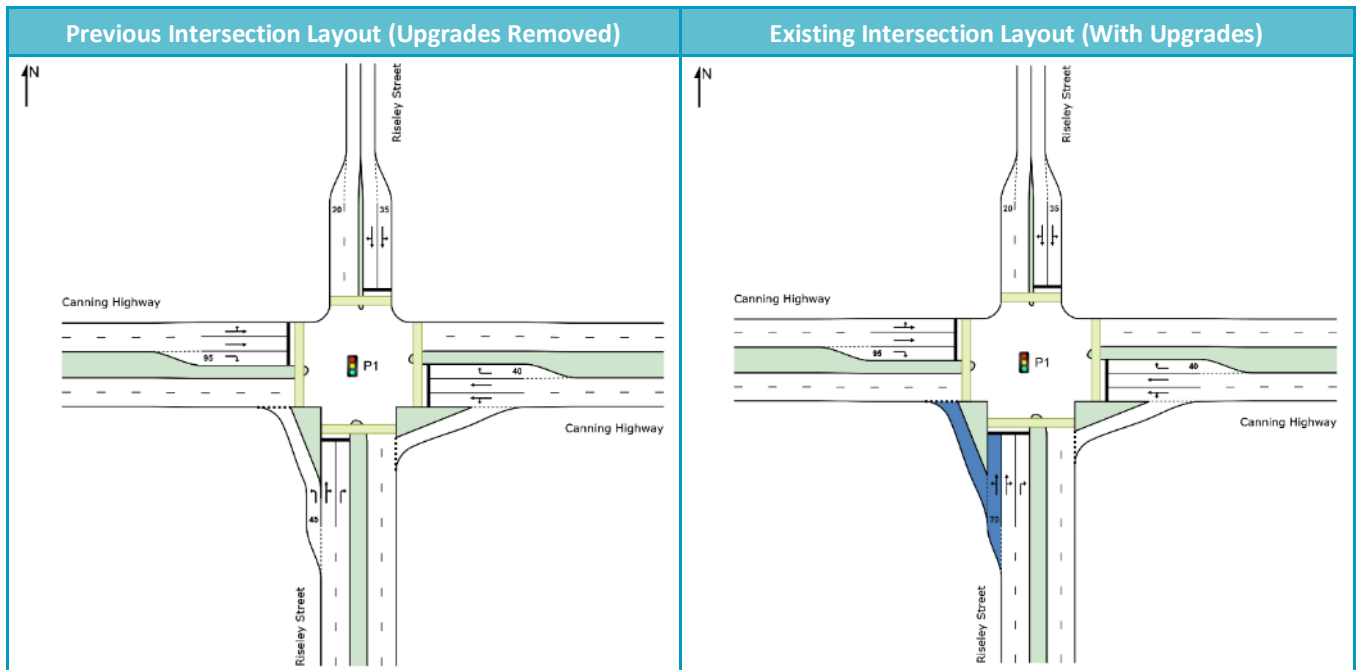 Previous Intersection Layout (Upgrades Removed)
Existing Intersection Layout (With Upgrades)
N
Riseley Street
20
35
Canning Highway
95
P1
40
Canning Highway
45
Riseley Street
N
Riseley Street
20
35
Canning Highway
95
P1
40
Canning Highway
70
Riseley Street